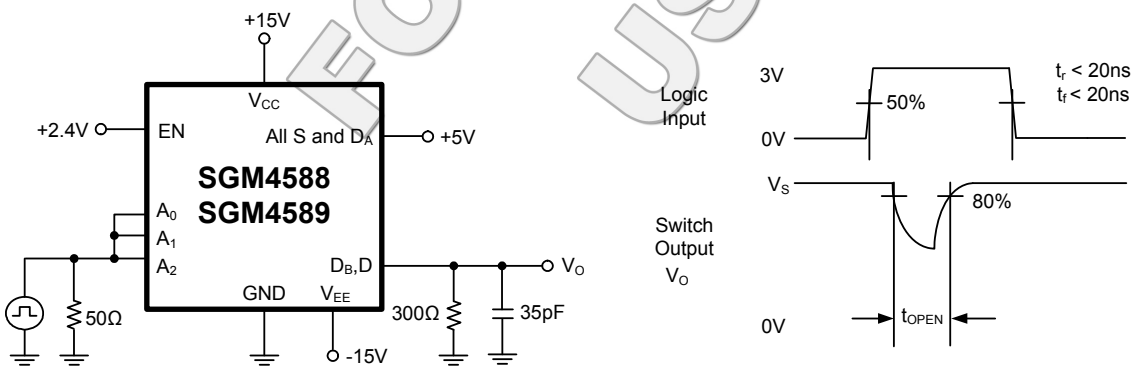 FO
US
+15V
VCC
+2.4V
EN
All S and DA
+5V
SGM4588
SGM4589
A0
A1
A2
DB,D
VO
GND
VEE
50Ω
300Ω
35pF
-15V
3V
Logic
Input
50%
tr < 20ns
tf < 20ns
0V
VS
80%
Switch
Output
VO
0V
tOPEN